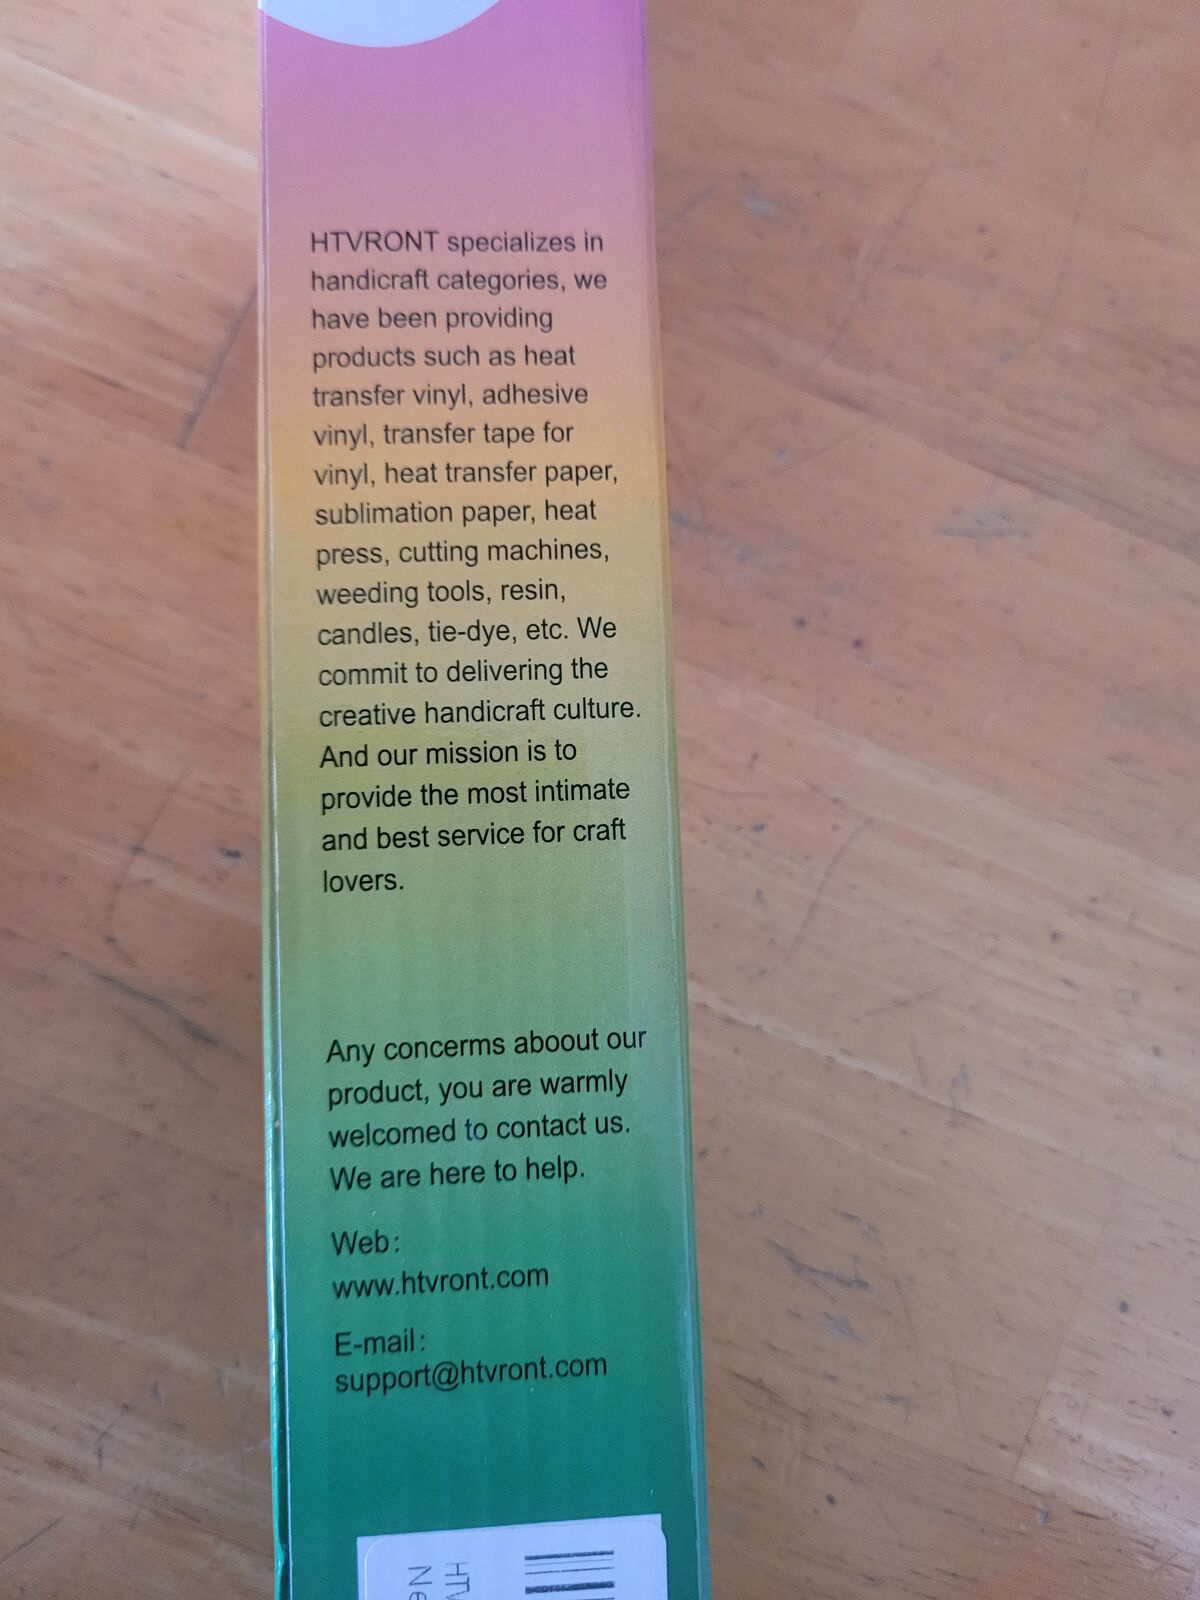 HTVRONT specializes in
handicraft categories, we
have been providing
products such as heat
transfer vinyl, adhesive
vinyl, transfer tape for
vinyl, heat transfer paper,
sublimation paper, heat
press, cutting machines,
weeding tools, resin,
candles, tie-dye, etc. We
commit to delivering the
creative handicraft culture.
And our mission is to
provide the most intimate
and best service for craft
lovers.
Any concerms aboout our
product, you are warmly
welcomed to contact us.
We are here to help.
Web:
www.htvront.com
E-mail:
support@htvront.com